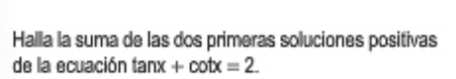 Halla la suma de las dos primeras soluciones positivas
de la ecuación tanx + cotx = 2.